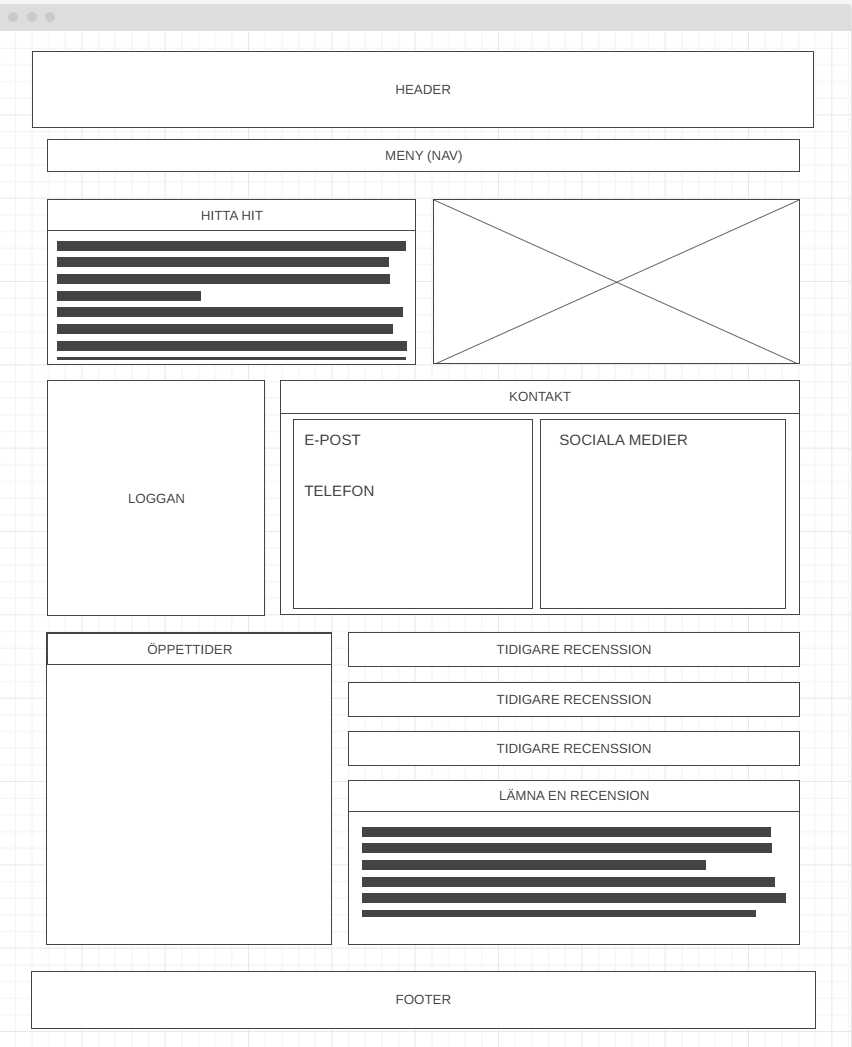 HEADER
MENY (NAV)
HITTA HIT
LOGGAN
KONTAKT
E-POST
TELEFON
SOCIALA MEDIER
ÖPPETTIDER
TIDIGARE RECENSSION
TIDIGARE RECENSSION
TIDIGARE RECENSSION
LÄMNA EN RECENSION
FOOTER